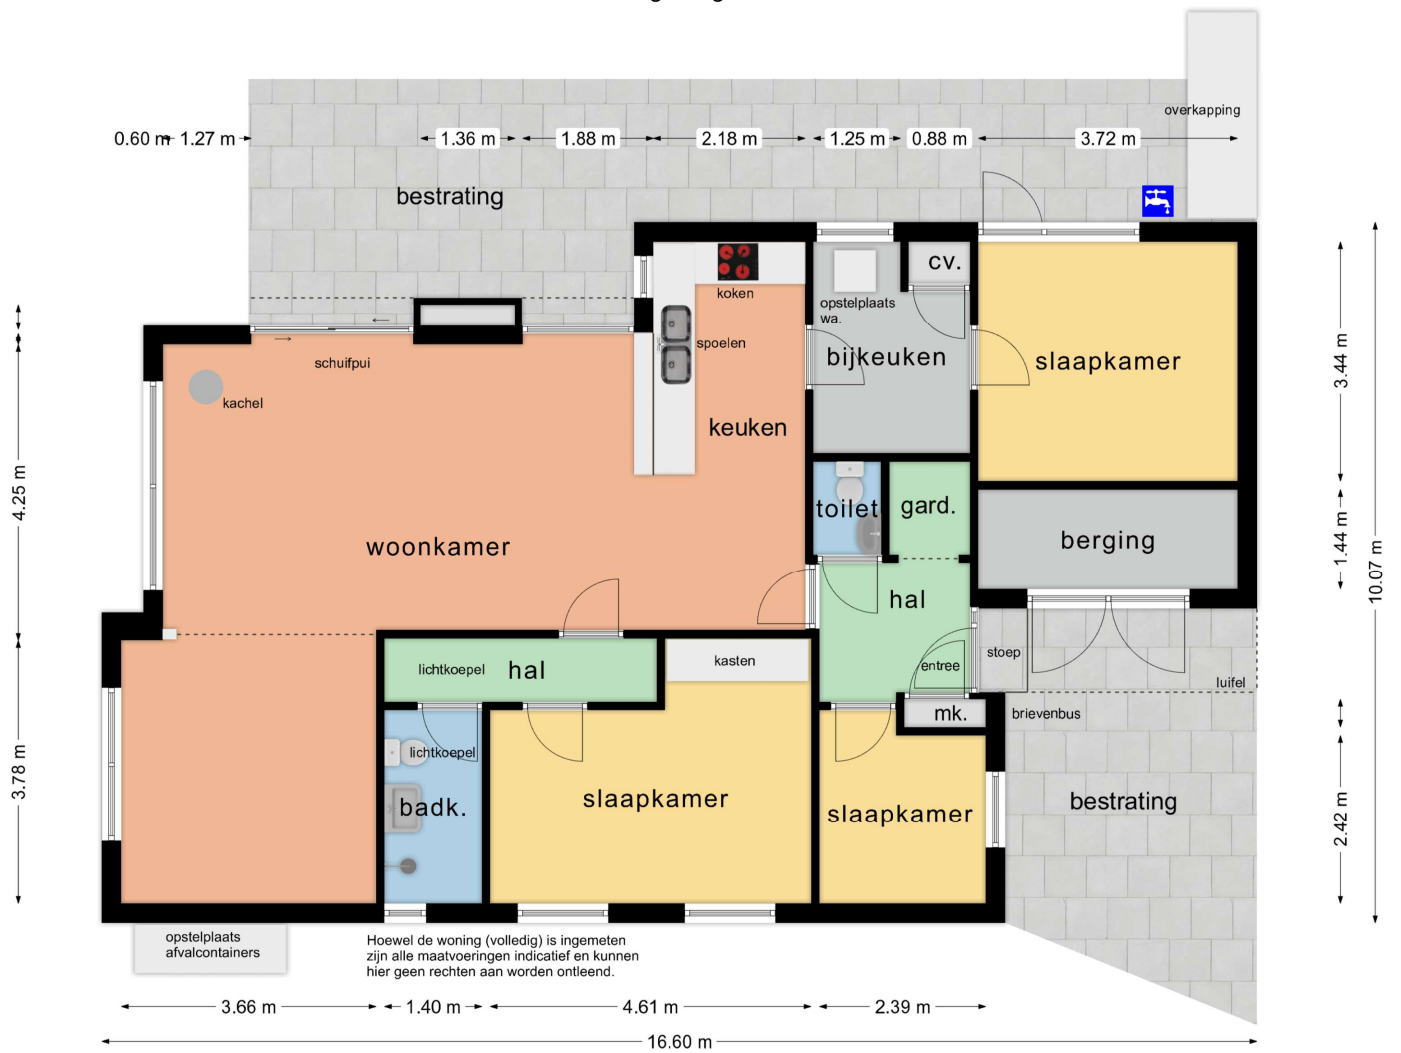 overkapping
0.60 m
1.27 m
1.36 m
1.88 m
2.18 m
1.25 m
0.88 m
3.72 m
bestrating
cv.
koken
opstelplaats
wa.
spoelen
bijkeuken
slaapkamer
schuifpui
kachel
keuken
3.44 m
4.25 m
toilet
gard.
woonkamer
berging
1.44 m
10.07 m
hal
lichtkoepel
hal
kasten
entree
stoep
luifel
mk.
brievenbus
lichtkoepel
badk.
slaapkamer
slaapkamer
bestrating
3.78 m
2.42 m
opstelplaats
afvalcontainers
Hoewel de woning (volledig) is ingemeten
zijn alle maatvoeringen indicatief en kunnen
hier geen rechten aan worden ontleend.
3.66 m
1.40 m
4.61 m
2.39 m
16.60 m